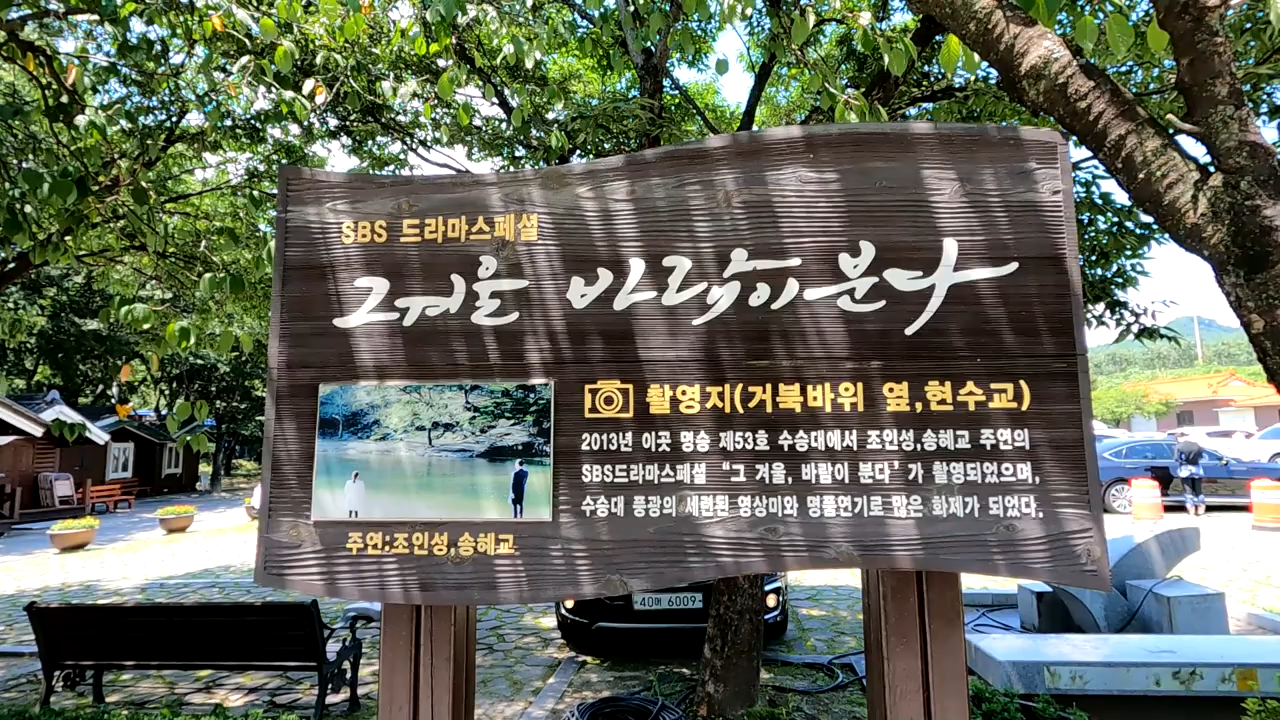 SBS 드라마스페셜
그 겨울 바람이 분다
촬영지(거북바위 옆,현수교)
2013년 이곳 명승 제53호 수승대에서 조인성,송혜교 주연의
SBS드라마스페셜 “그 겨울, 바람이 분다’가 촬영되었으며,
수승대 풍광의 세련된 영상미와 명품연기로 많은 화제가 되었다.
주연:조인성,송혜교
40머 6009